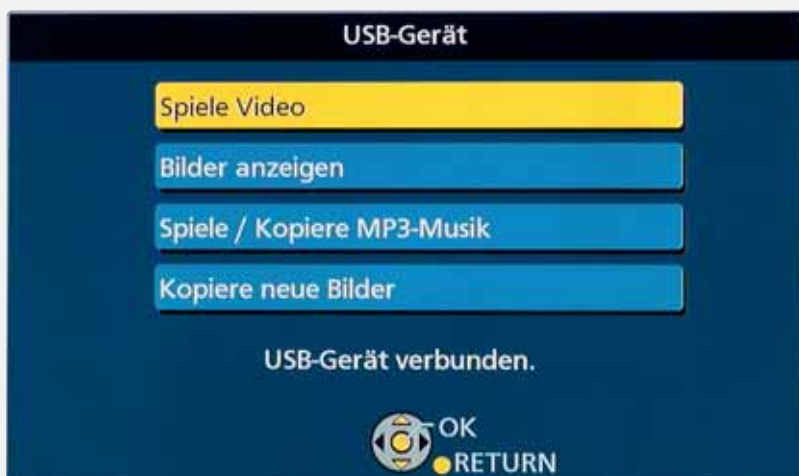 USB-Gerät
Spiele Video
Bilder anzeigen
Spiele / Kopiere MP3-Musik
Kopiere neue Bilder
USB-Gerät verbunden.
OK
RETURN